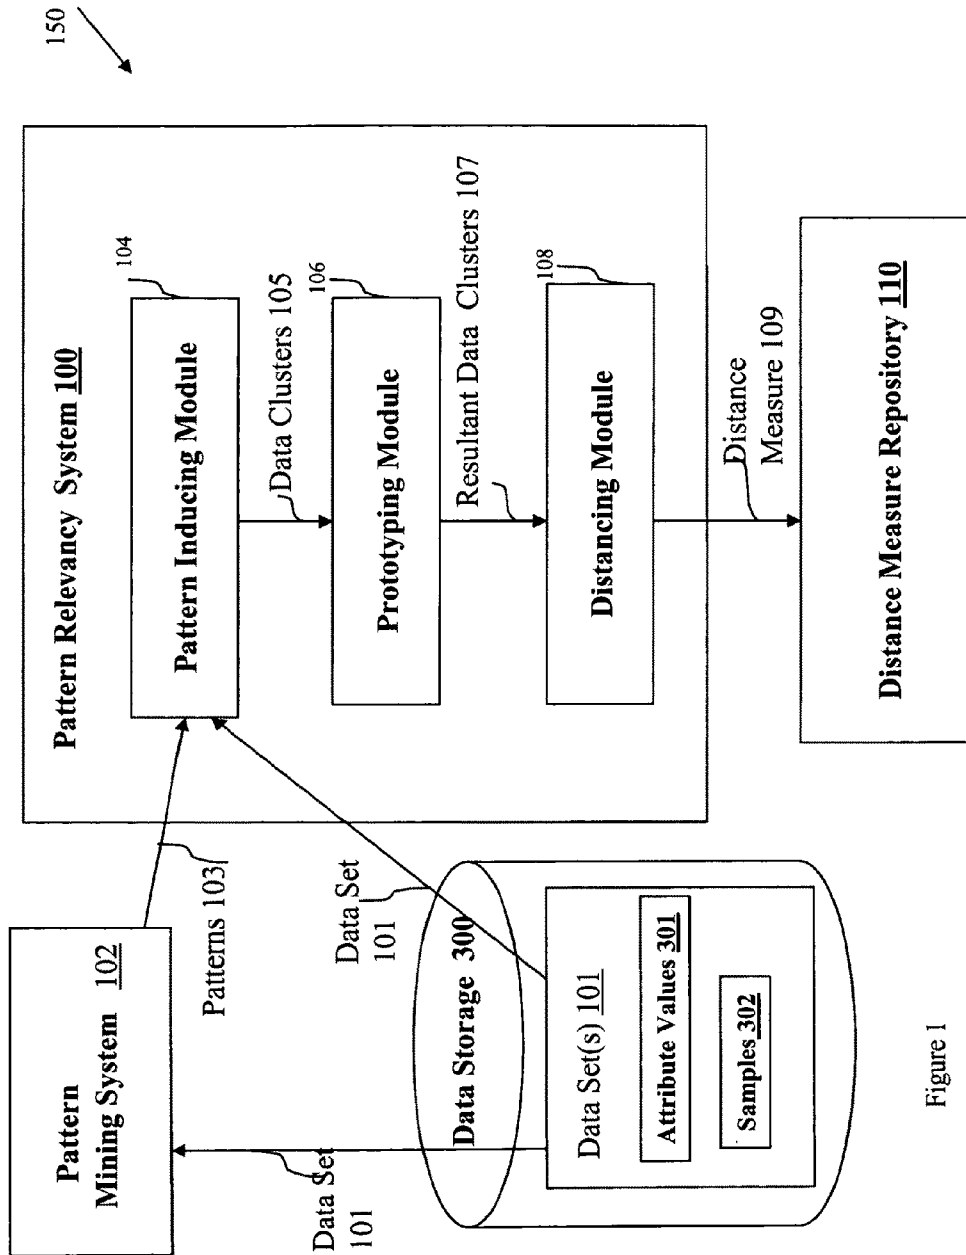 150
Pattern Relevancy System 100
104
Pattern Inducing Module
Data Clusters 105
106
Prototyping Module
Resultant Data Clusters 107
108
Distancing Module
Distance
Measure 109
Distance Measure Repository 110
Pattern
Mining System 102
Patterns 103
Data Set
101
Data Set
101
Data Storage 300
Data Set(s) 101
Attribute Values 301
Samples 302
Figure 1